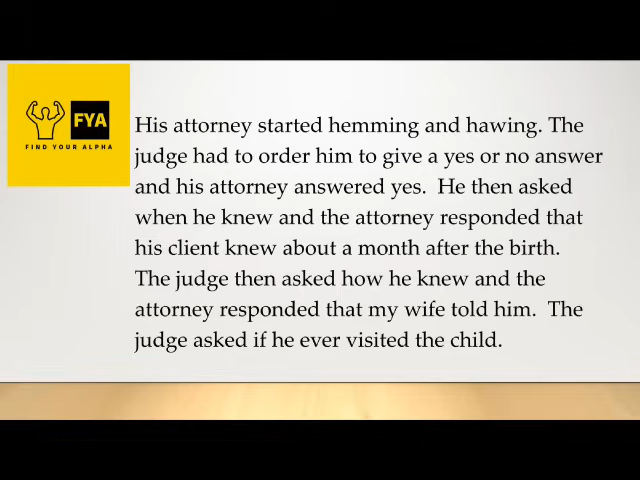 FYA
FIND YOUR ALPHA
His attorney started hemming and hawing. The
judge had to order him to give a yes or no answer
and his attorney answered yes.  He then asked
when he knew and the attorney responded that
his client knew about a month after the birth.
The judge then asked how he knew and the
attorney responded that my wife told him.  The
judge asked if he ever visited the child.